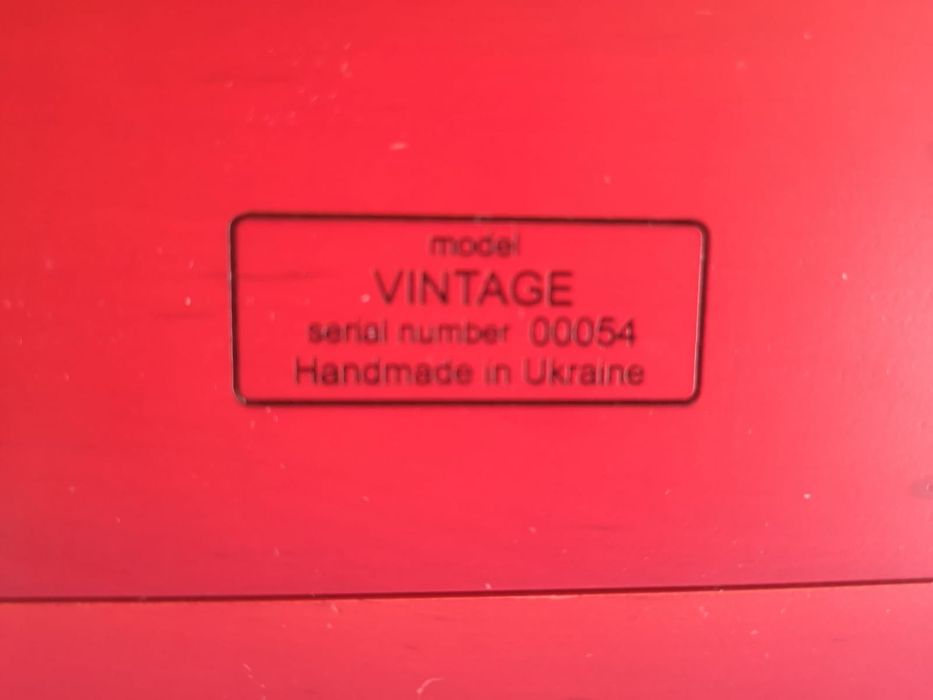 model
VINTAGE
serial number 00054
Handmade in Ukraine